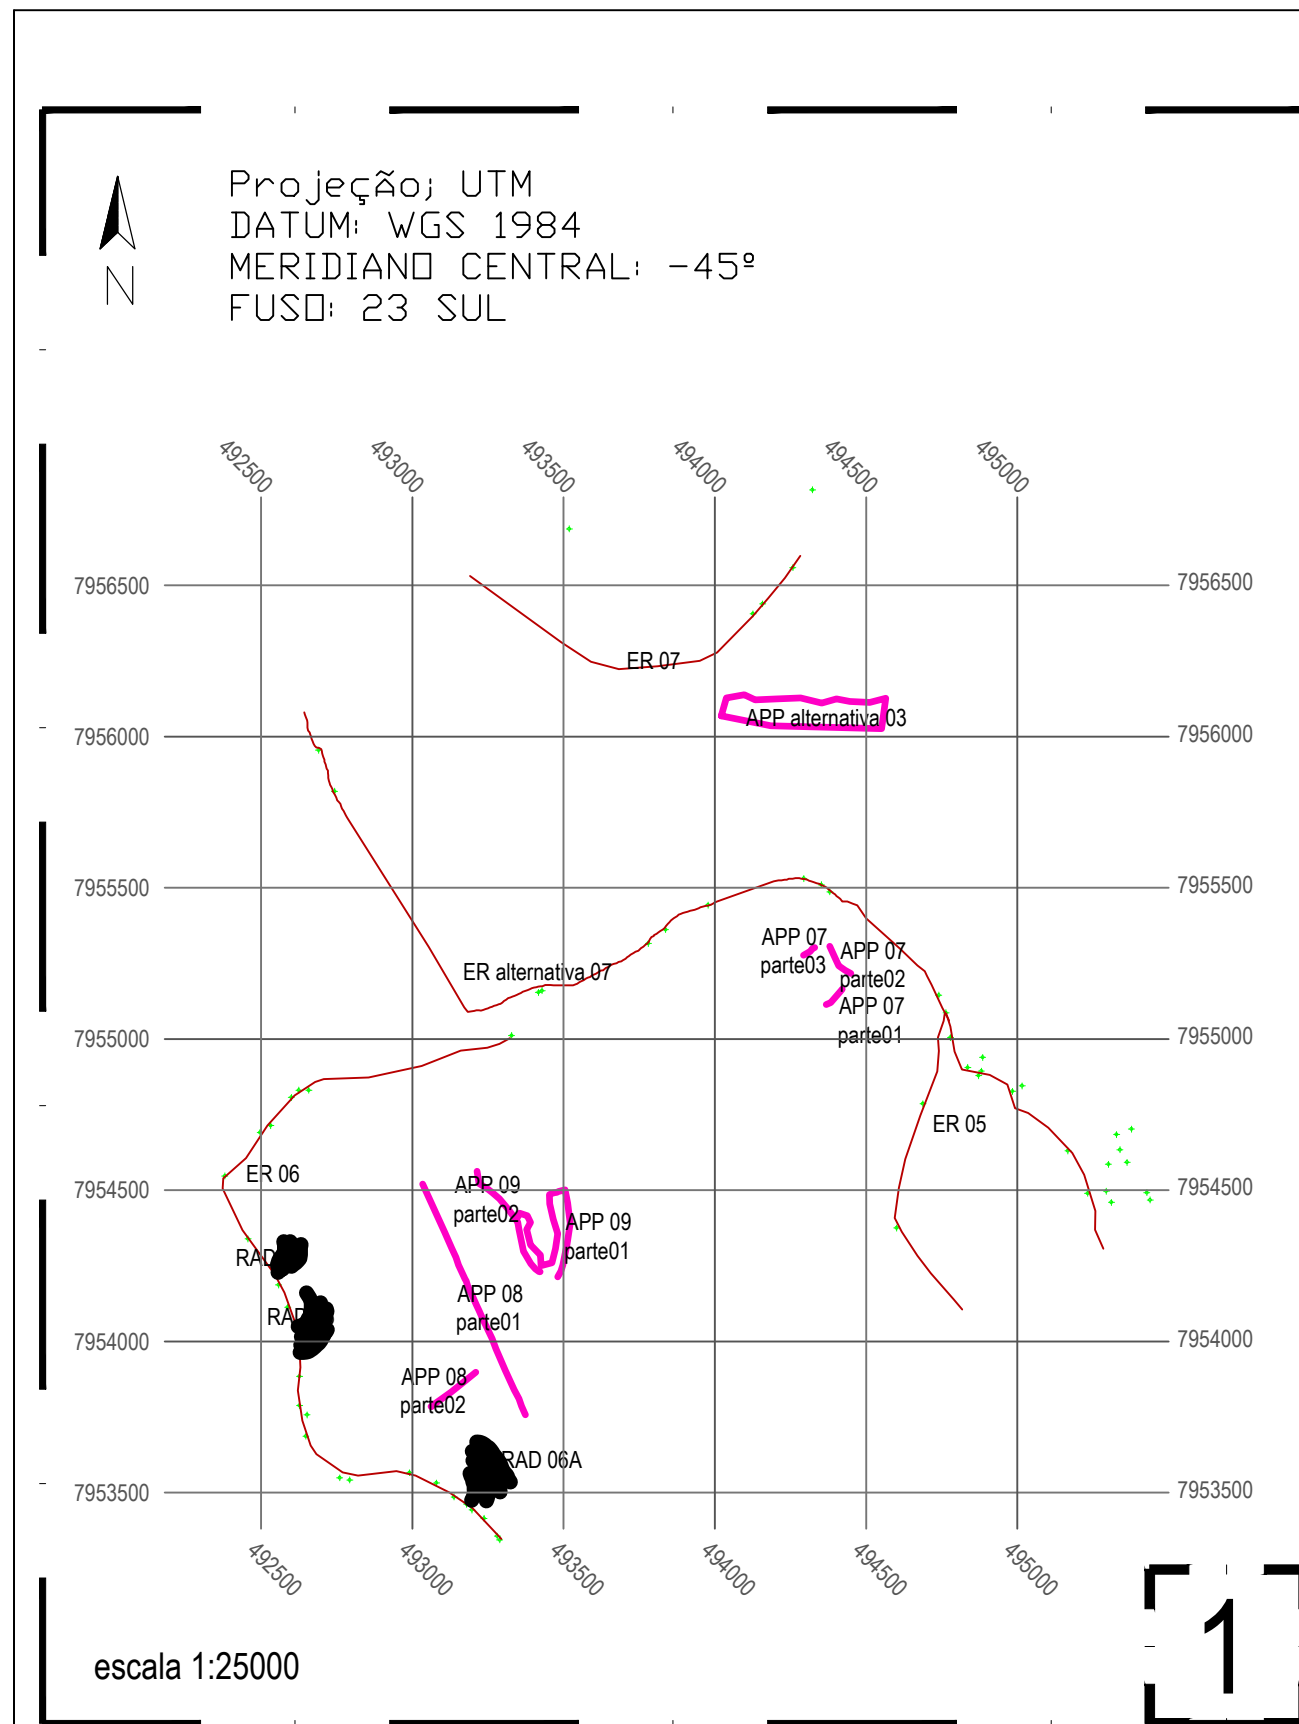 Projeção; UTM
DATUM: WGS 1984
MERIDIANO CENTRAL: -45º
FUSO: 23 SUL
N
492500
493000
493500
494000
494500
495000
7956500
7956500
ER 07
APP alternativa 03
7956000
7956000
7955500
7955500
APP 07
parte03
APP 07
parte02
ER alternativa 07
APP 07
parte01
7955000
7955000
ER 05
ER 06
APP 09
parte02
7954500
7954500
APP 09
parte01
RAD
APP 08
parte01
RAD
7954000
7954000
APP 08
parte02
RAD 06A
7953500
7953500
492500
493000
493500
494000
494500
495000
escala 1:25000
1